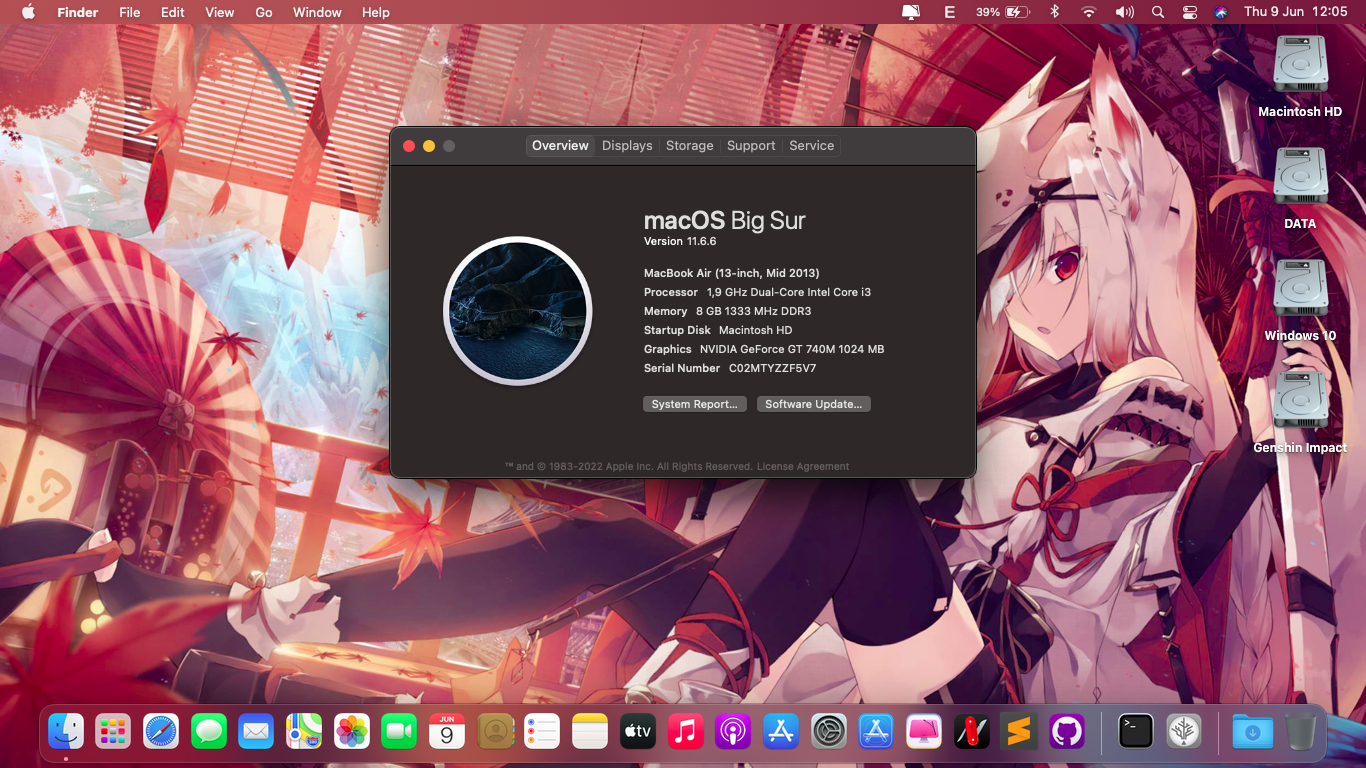 Finder File Edit View Go Window Help E 39% Thu 9 Jun 12:05
Macintosh HD
DATA
Windows 10
Genshin Impact
Overview Displays Storage Support Service
macOS Big Sur
Version 11.6.6
MacBook Air (13-inch, Mid 2013)
Processor 1,9 GHz Dual-Core Intel Core i3
Memory 8 GB 1333 MHz DDR3
Startup Disk Macintosh HD
Graphics NVIDIA GeForce GT 740M 1024 MB
Serial Number C02MTYZZF5V7
System Report... Software Update...
™ and © 1983-2022 Apple Inc. All Rights Reserved. License Agreement
JUN
9
tv
>_